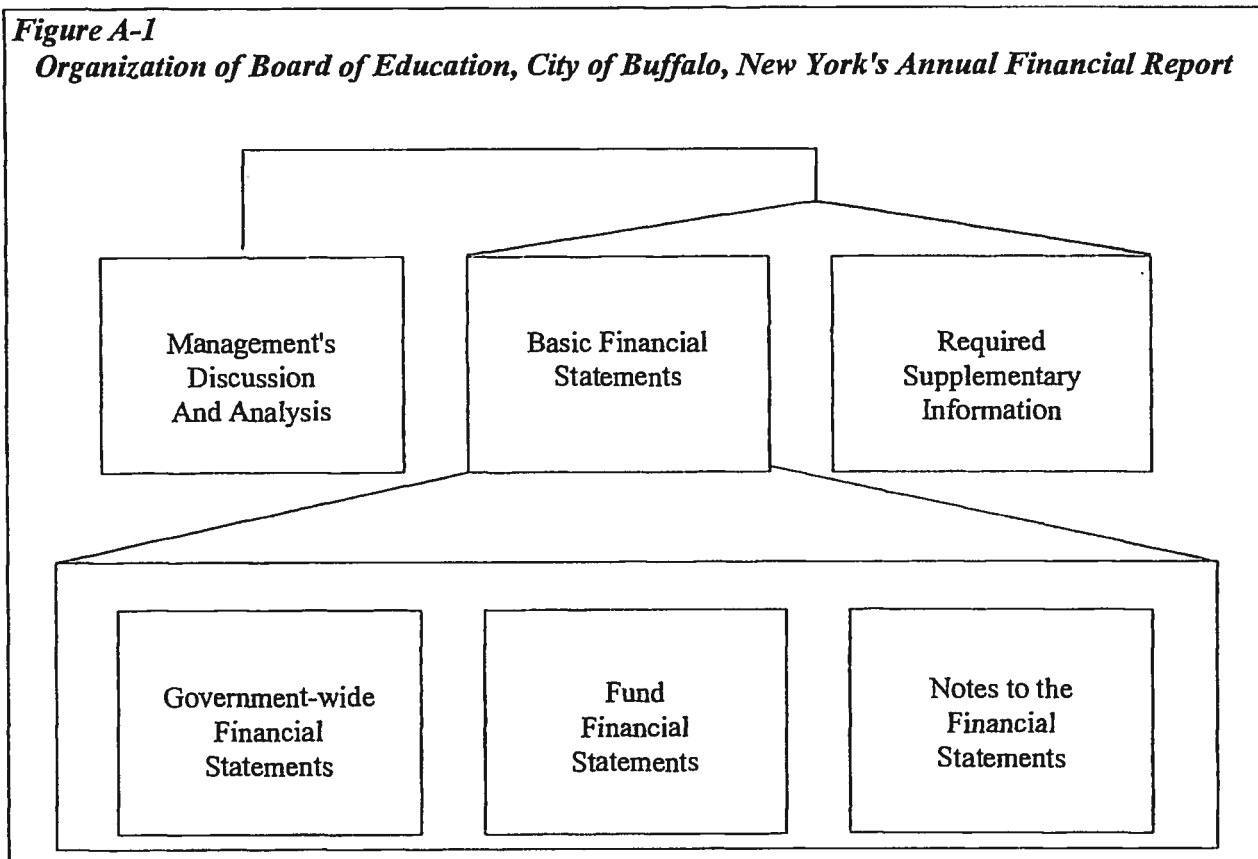 Figure A-1
Organization of Board of Education, City of Buffalo, New York's Annual Financial Report
Management's
Discussion
And Analysis
Basic Financial
Statements
Required
Supplementary
Information
Government-wide
Financial
Statements
Fund
Financial
Statements
Notes to the
Financial
Statements